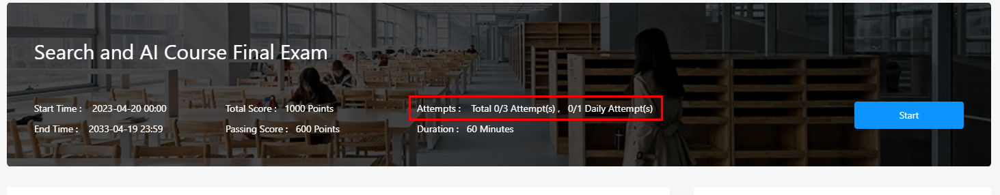 Search and AI Course Final Exam
Start Time : 2023-04-20 00:00 Total Score : 1000 Points Attempts : Total 0/3 Attempt(s) , 0/1 Daily Attempt(s)
Start
End Time : 2033-04-19 23:59 Passing Score : 600 Points Duration : 60 Minutes